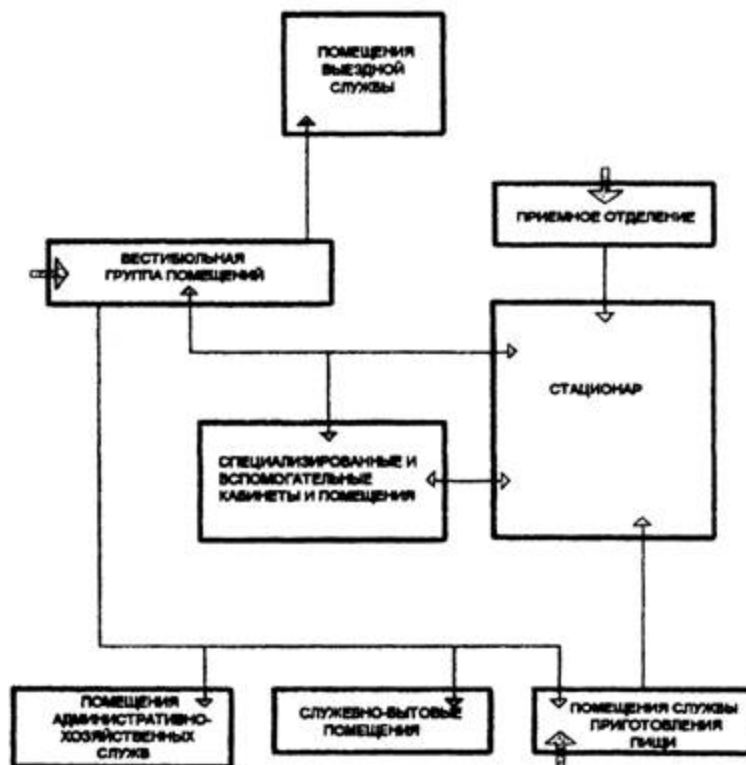 ПОМЕЩЕНИЯ
ВЫЕЗДНОЙ
СЛУЖБЫ
ПРИЕМНОЕ ОТДЕЛЕНИЕ
ВЕСТИБЮЛЬНАЯ
ГРУППА ПОМЕЩЕНИЙ
СТАЦИОНАР
СПЕЦИАЛИЗИРОВАННЫЕ И
ВСПОМОГАТЕЛЬНЫЕ
КАБИНЕТЫ И ПОМЕЩЕНИЯ
ПОМЕЩЕНИЯ
АДМИНИСТРАТИВНО-
ХОЗЯЙСТВЕННЫХ
СЛУЖБ
СЛУЖЕБНО-БЫТОВЫЕ
ПОМЕЩЕНИЯ
ПОМЕЩЕНИЯ СЛУЖБЫ
ПРИГОТОВЛЕНИЯ
ПИЩИ